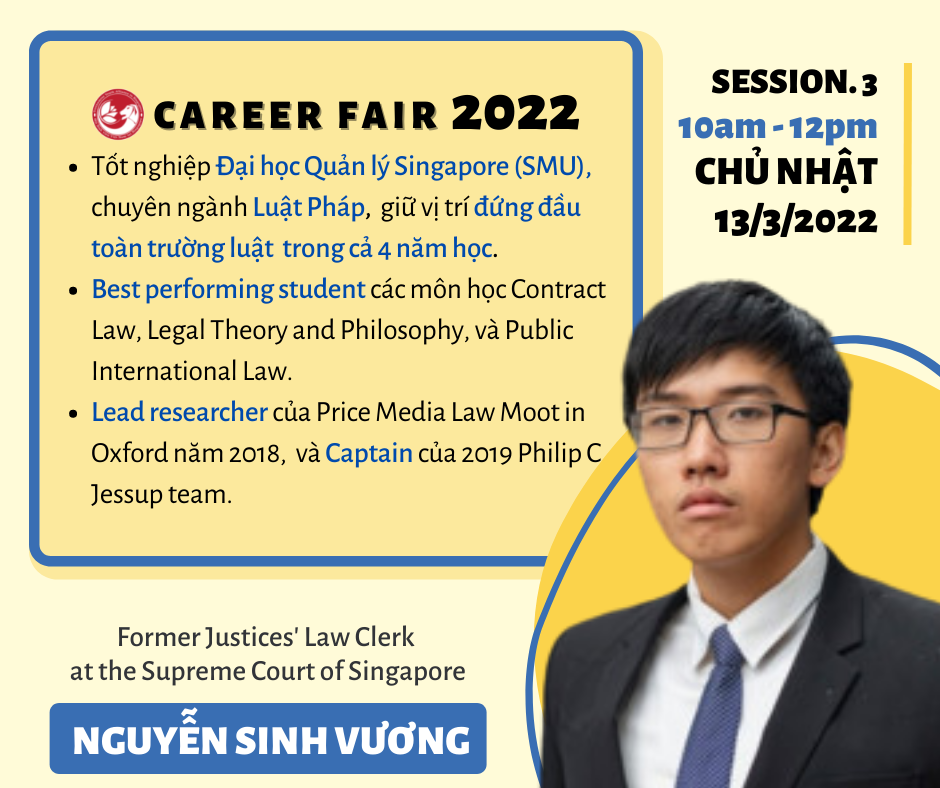 CAREER FAIR 2022
• Tốt nghiệp Đại học Quản lý Singapore (SMU),
chuyên ngành Luật Pháp, giữ vị trí đứng đầu
toàn trường luật trong cả 4 năm học.
• Best performing student các môn học Contract
Law, Legal Theory and Philosophy, và Public
International Law.
• Lead researcher của Price Media Law Moot in
Oxford năm 2018, và Captain của 2019 Philip C
Jessup team.
SESSION. 3
10am - 12pm
CHỦ NHẬT
13/3/2022
Former Justices' Law Clerk
at the Supreme Court of Singapore
NGUYỄN SINH VƯƠNG